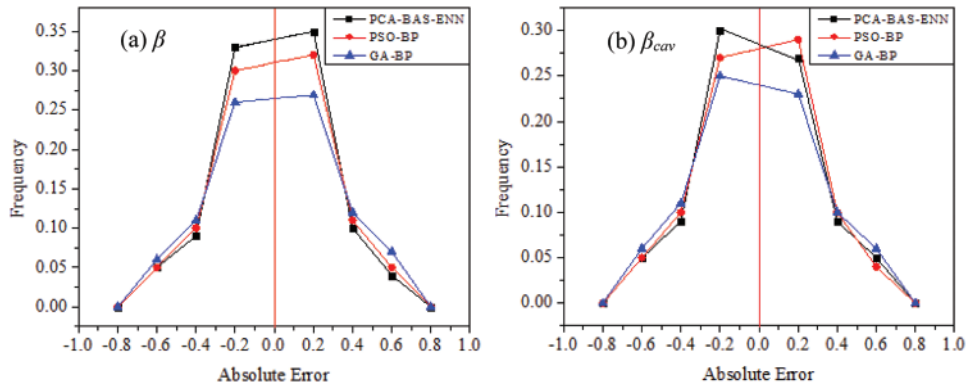 (a) β
PCA-BAS-ENN
PSO-BP
GA-BP
Frequency
0.35
0.30
0.25
0.20
0.15
0.10
0.05
0.00
-1.0 -0.8 -0.6 -0.4 -0.2 0.0 0.2 0.4 0.6 0.8 1.0
Absolute Error
(b) βcav
PCA-BAS-ENN
PSO-BP
GA-BP
Frequency
0.30
0.25
0.20
0.15
0.10
0.05
0.00
-1.0 -0.8 -0.6 -0.4 -0.2 0.0 0.2 0.4 0.6 0.8 1.0
Absolute Error